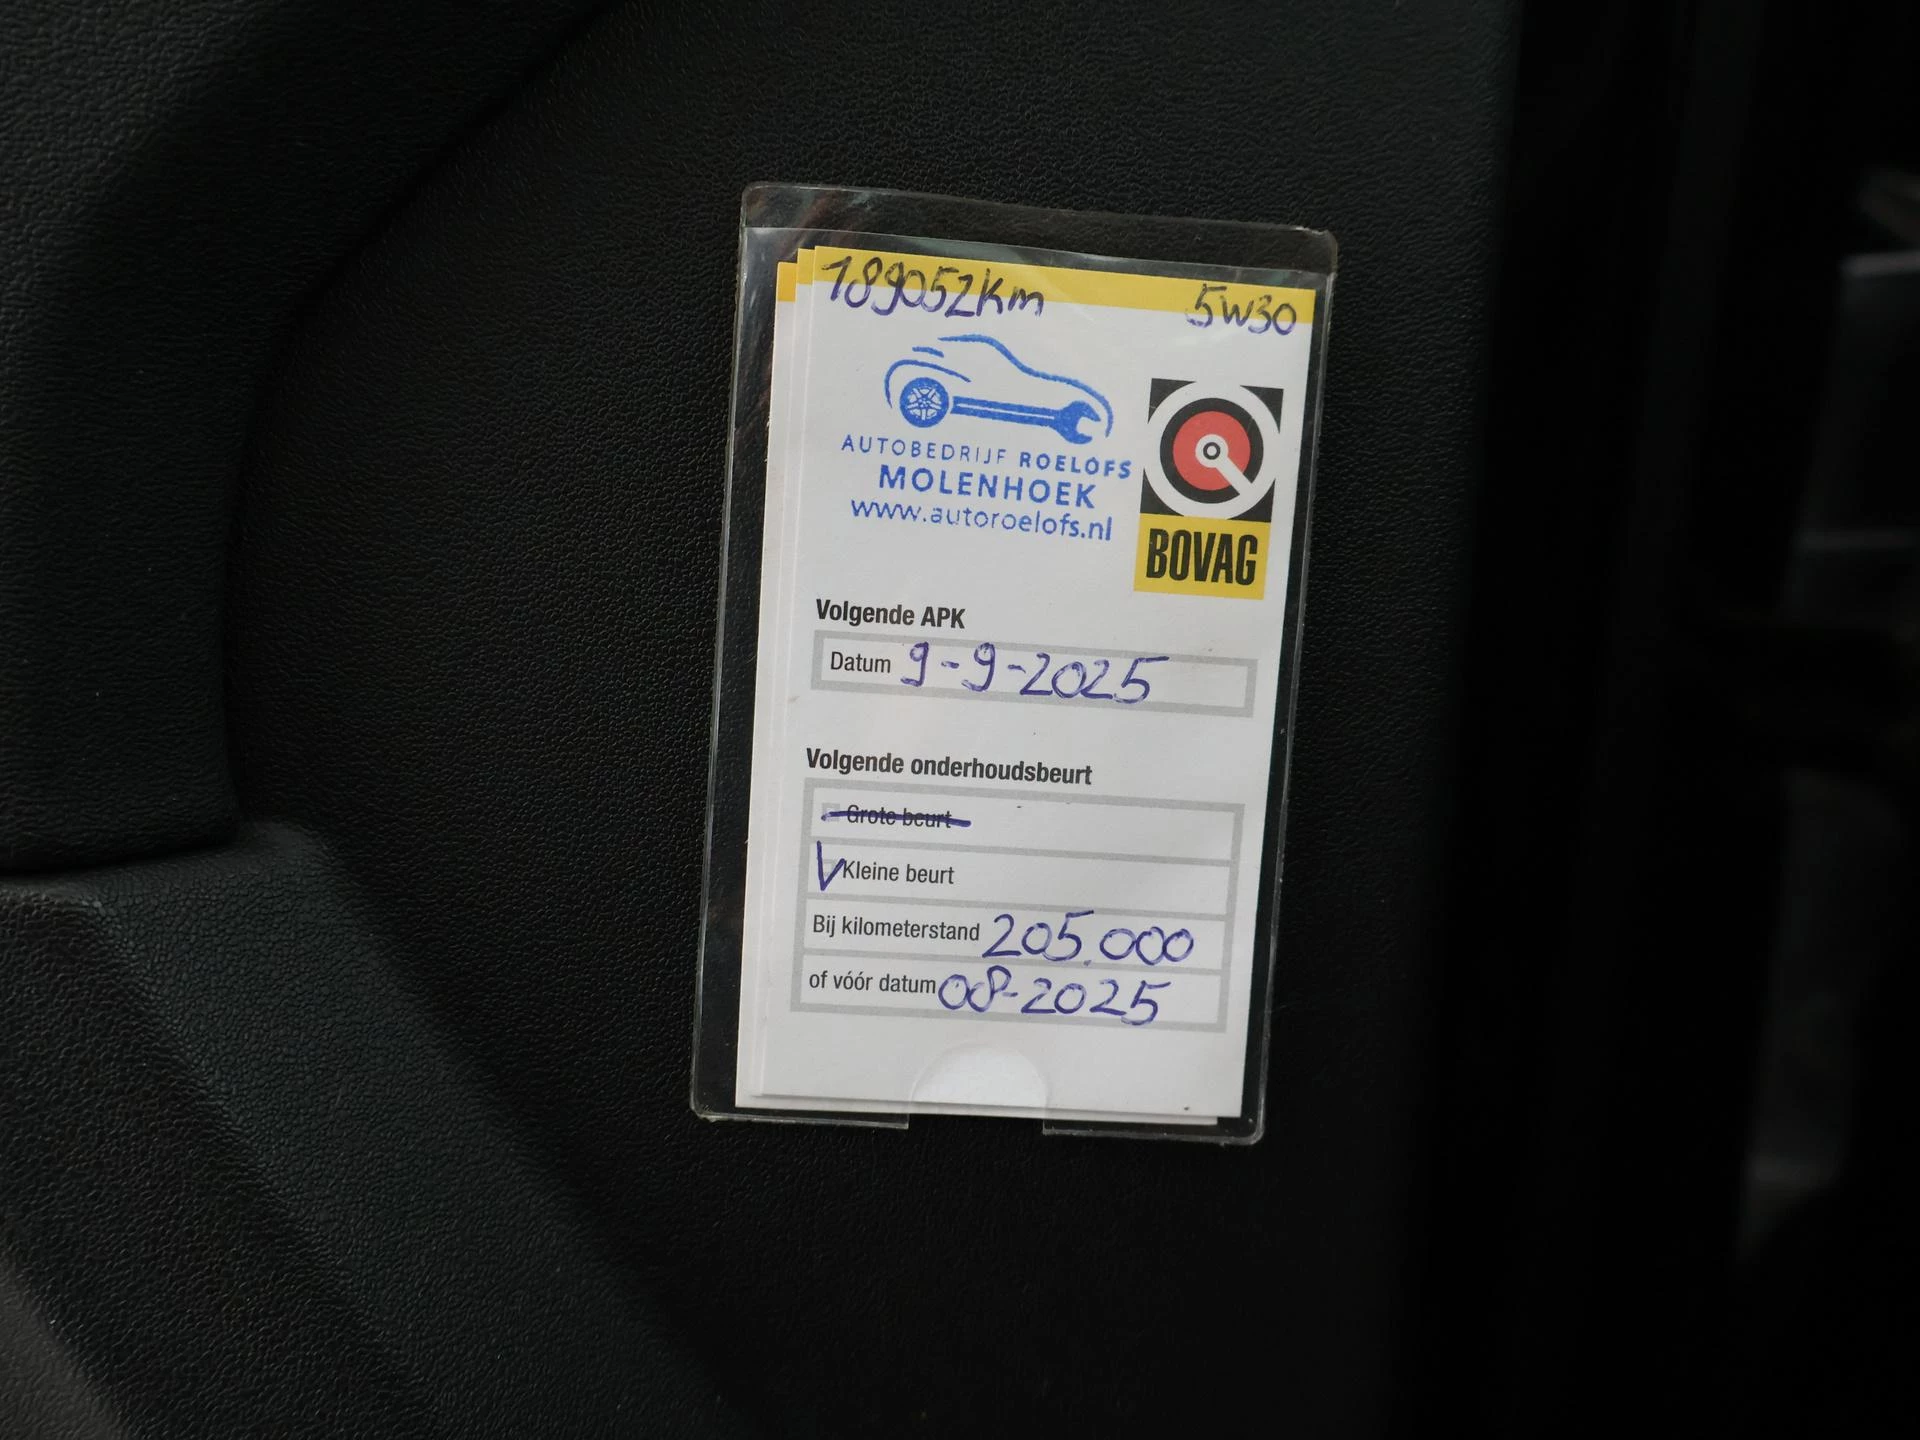 189052km 5W30
AUTOBEDRIJF ROELOFS
MOLENHOEK
www.autoroelofs.nl
BOVAG
Volgende APK
Datum 9-9-2025
Volgende onderhoudsbeurt
Grote beurt
Kleine beurt
Bij kilometerstand 205.000
of vóór datum 08-2025